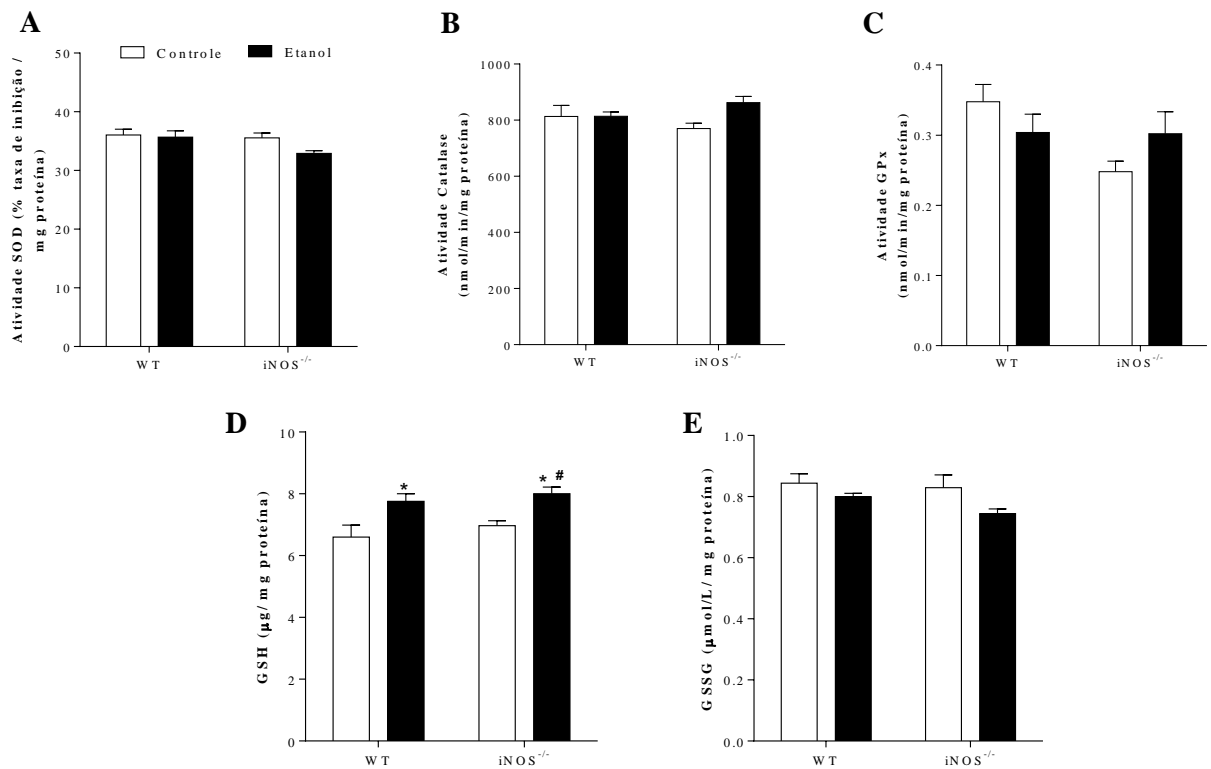 A
Atividade SOD (% taxa de inibição /
mg proteína)
50
40
30
20
10
0
Controle
Etanol
WT
iNOS-/-
B
Atividade Catalase
(nmol/min/mg proteína)
1000
800
600
400
200
0
WT
iNOS-/-
C
Atividade GPx
(nmol/min/mg proteína)
0.4
0.3
0.2
0.1
0.0
WT
iNOS-/-
D
GSH (µg/ mg proteína)
10
8
6
4
2
0
*
* #
WT
iNOS-/-
E
GSSG (µmol/L/ mg proteína)
1.0
0.8
0.6
0.4
0.2
0.0
WT
iNOS-/-